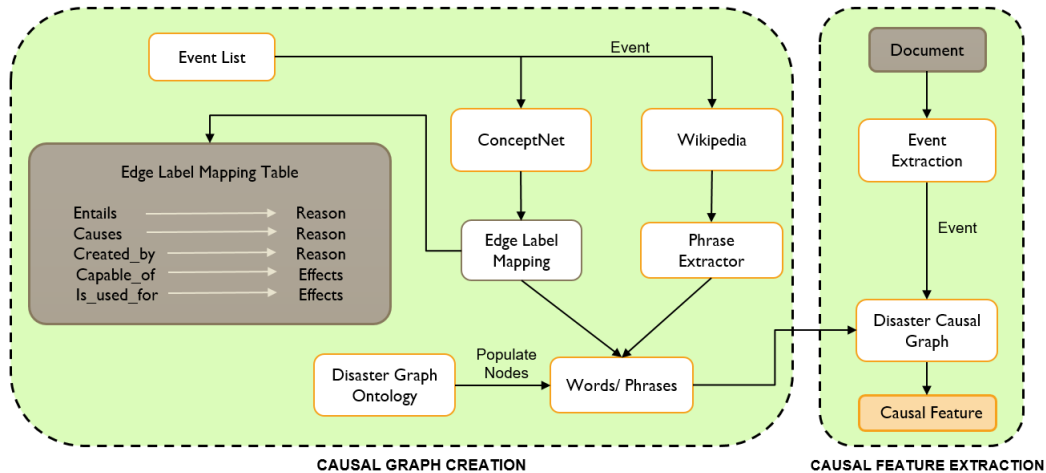 Event List
Event
ConceptNet
Wikipedia
Edge Label Mapping Table
Entails Reason
Causes Reason
Created_by Reason
Capable_of Effects
Is_used_for Effects
Edge Label
Mapping
Phrase
Extractor
Disaster Graph
Ontology
Populate
Nodes
Words/ Phrases
CAUSAL GRAPH CREATION
Document
Event
Extraction
Event
Disaster Causal
Graph
Causal Feature
CAUSAL FEATURE EXTRACTION